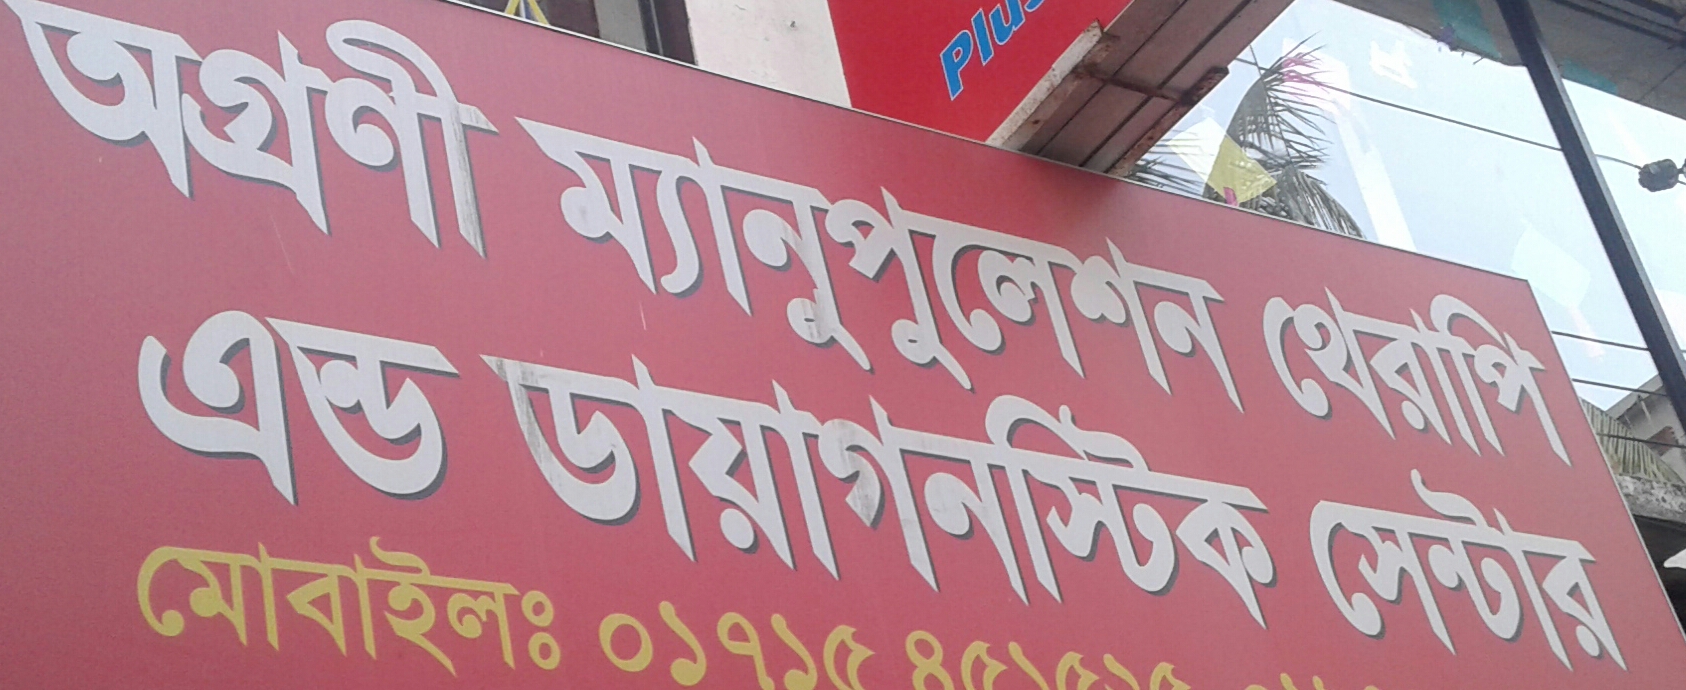 Plus
অগ্রণী ম্যানুপুলেশন থেরাপি
এন্ড ডায়াগনস্টিক সেন্টার
মোবাইলঃ ০১৭১৫